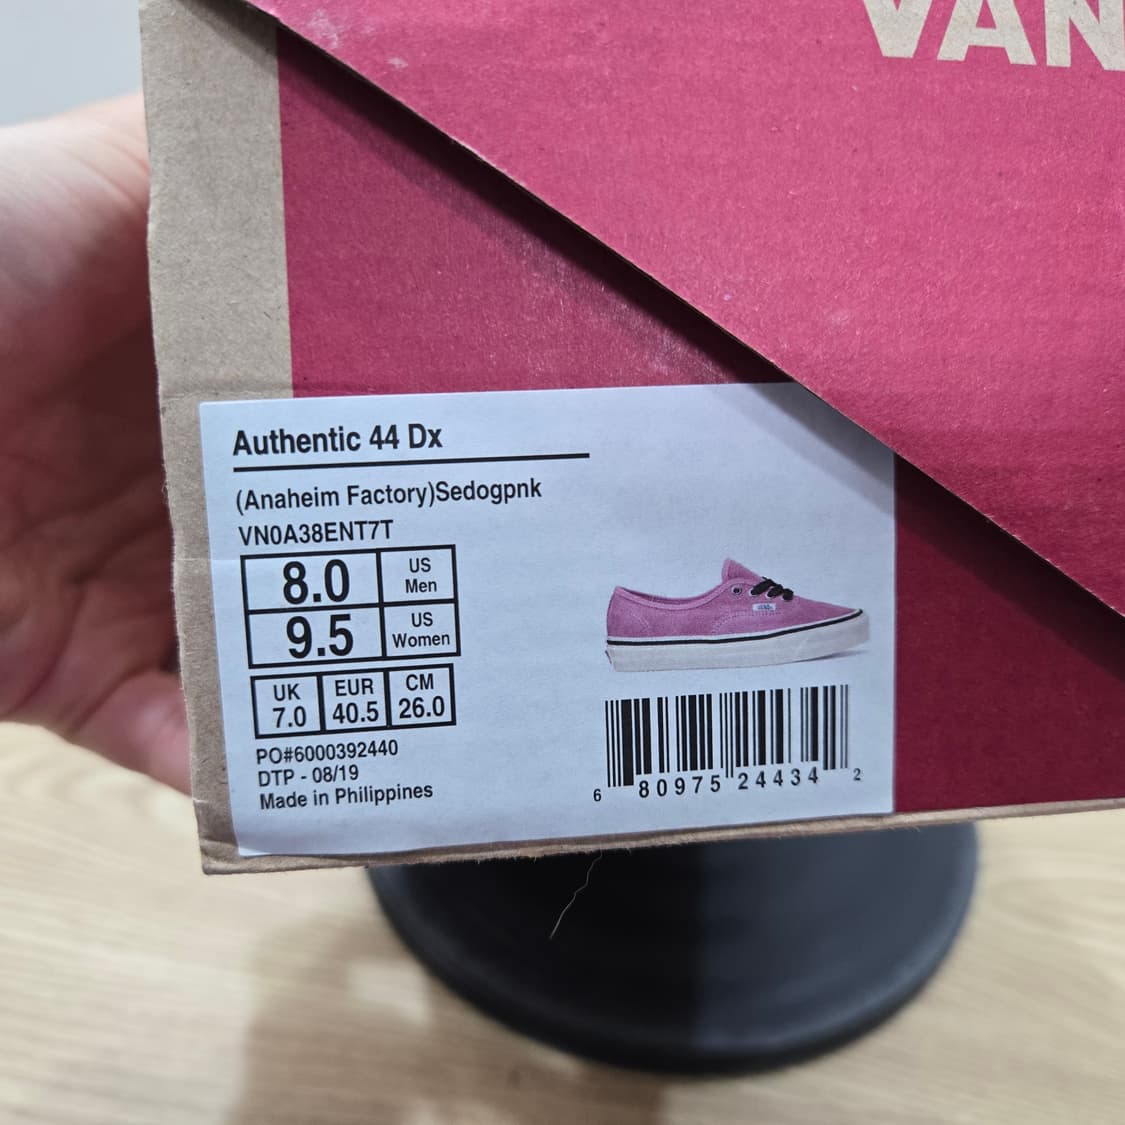 VAN
Authentic 44 Dx
(Anaheim Factory)Sedogpnk
VN0A38ENT7T
8.0 US Men
9.5 US Women
UK 7.0 EUR 40.5 CM 26.0
PO#6000392440
DTP - 08/19
Made in Philippines
6 80975 24434 2